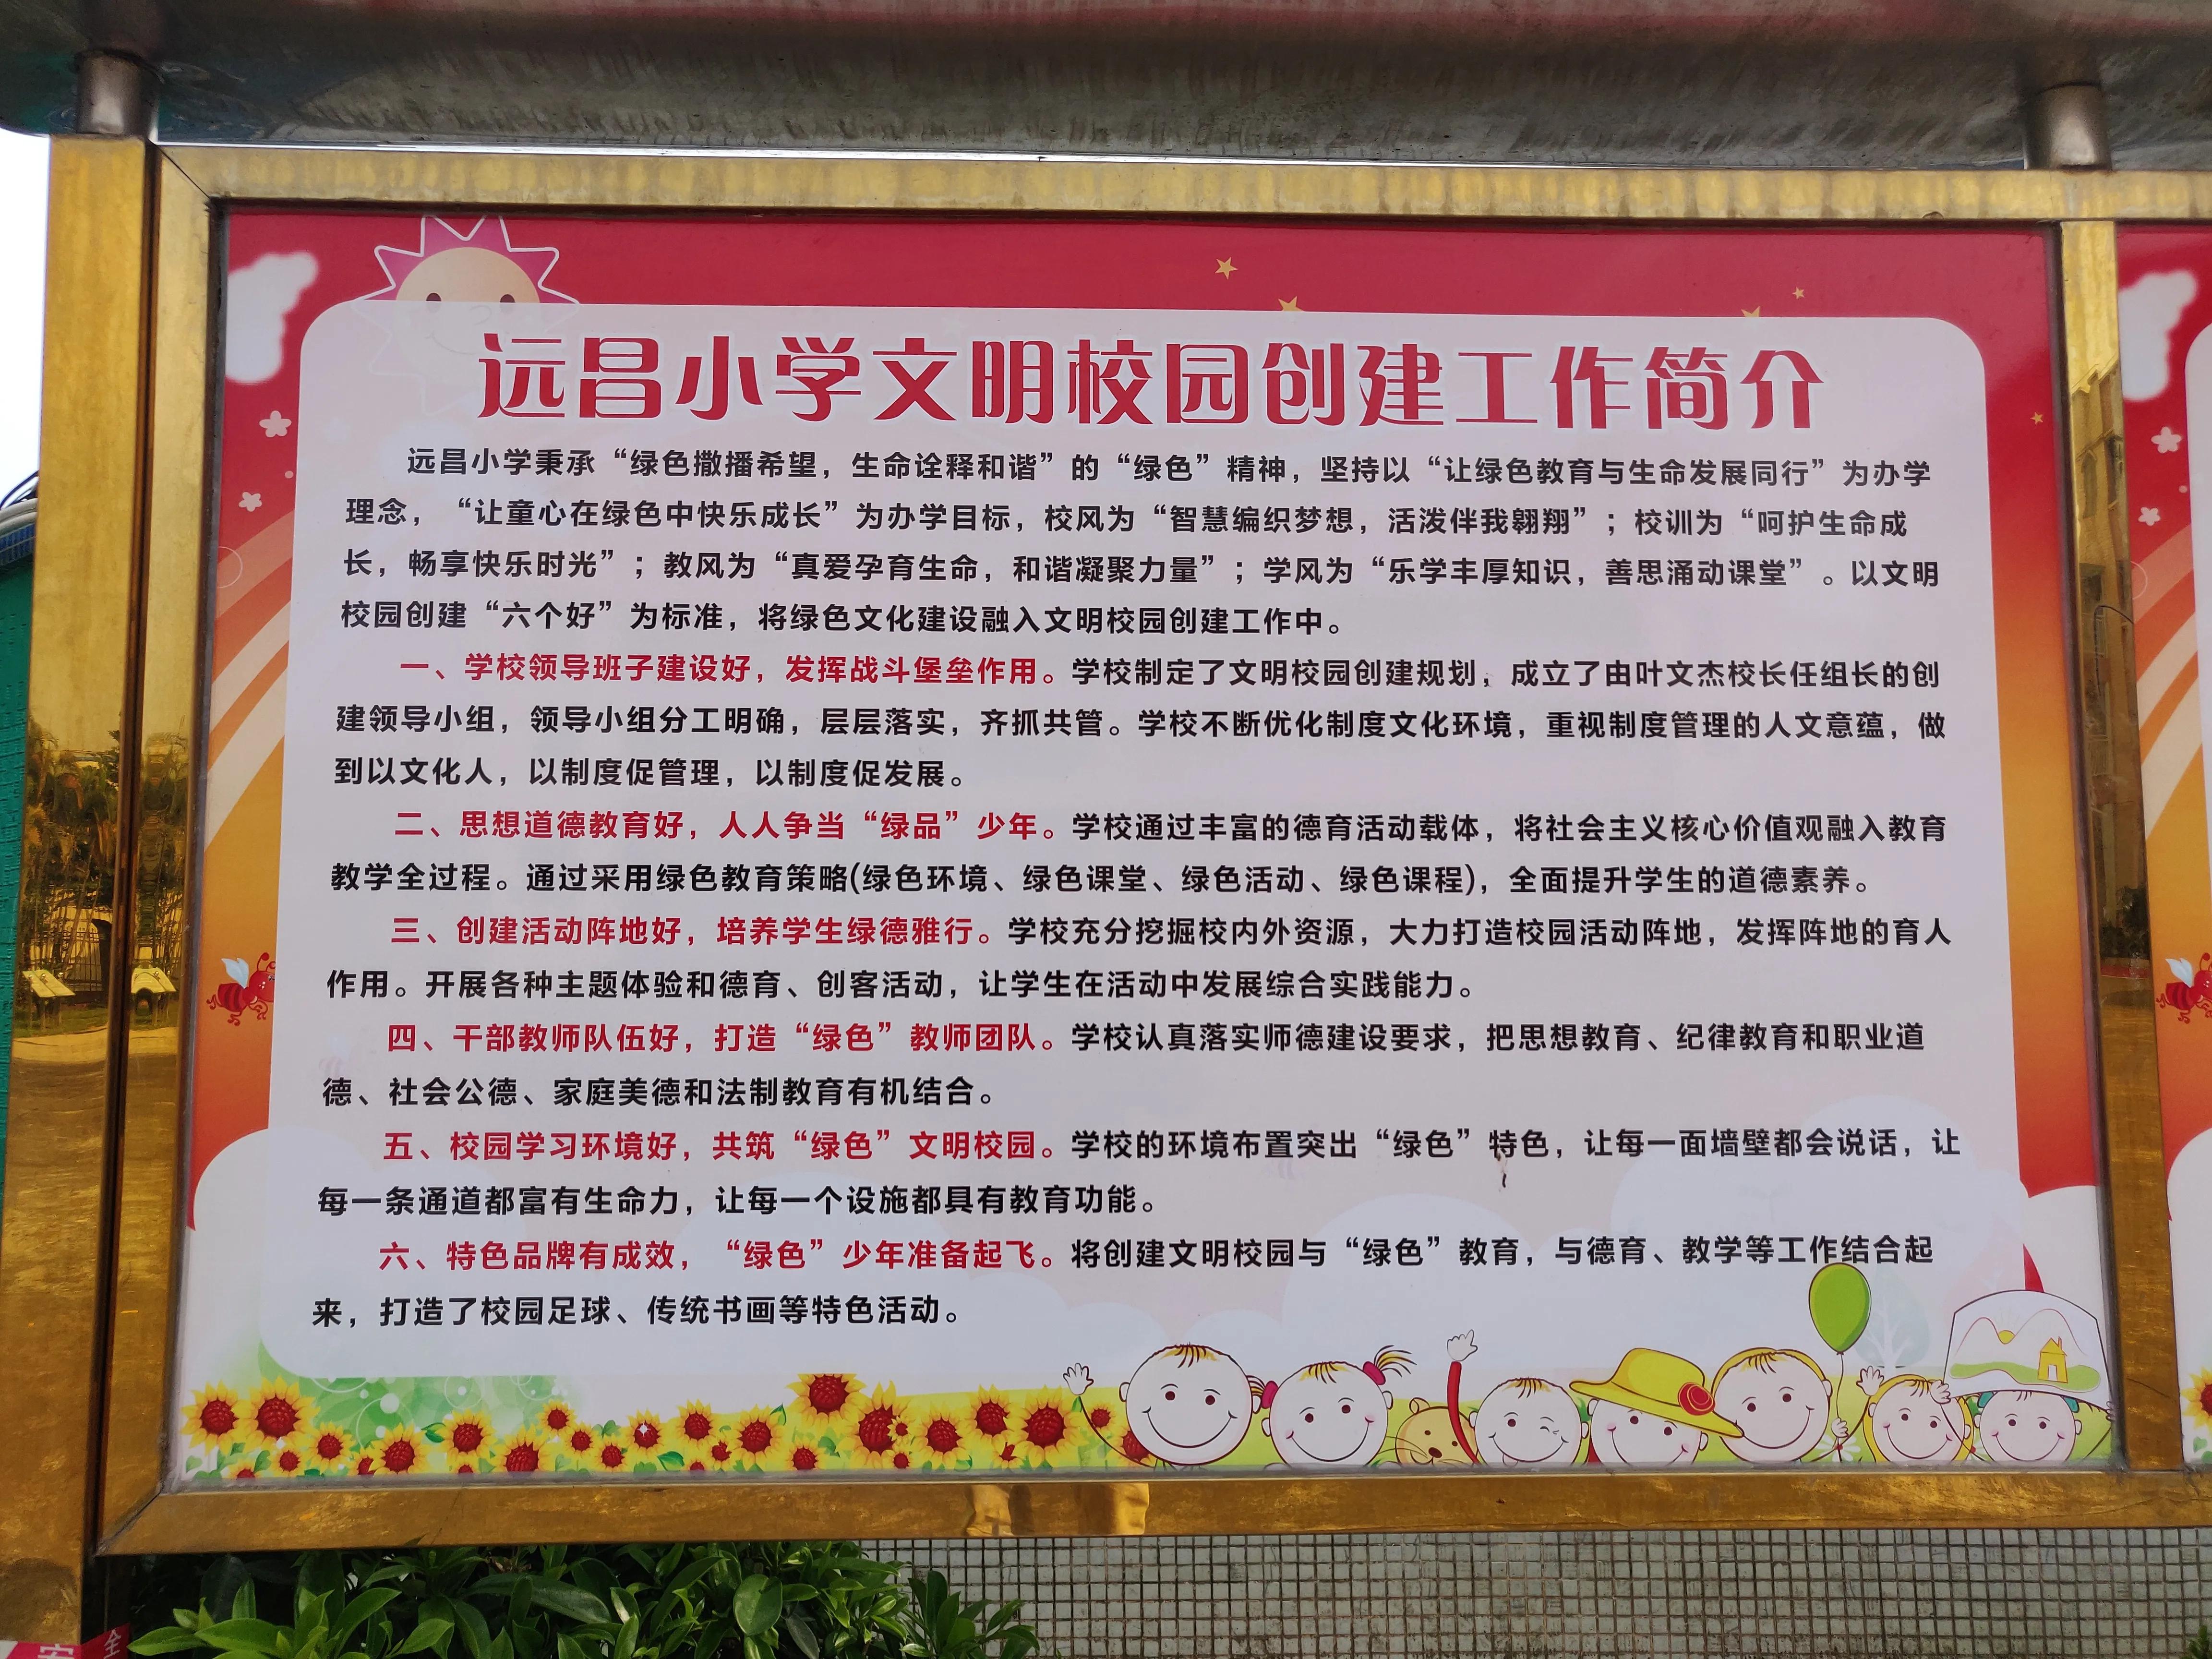 远昌小学文明校园创建工作简介
远昌小学秉承“绿色撒播希望，生命诠释和谐”的“绿色”精神，坚持以“让绿色教育与生命发展同行”为办学
理念，“让童心在绿色中快乐成长”为办学目标，校风为“智慧编织梦想，活泼伴我翱翔”；校训为“呵护生命成
长，畅享快乐时光”；教风为“真爱孕育生命，和谐凝聚力量”；学风为“乐学丰厚知识，善思涌动课堂”。以文明
校园创建“六个好”为标准，将绿色文化建设融入文明校园创建工作中。
一、学校领导班子建设好，发挥战斗堡垒作用。学校制定了文明校园创建规划，成立了由叶文杰校长任组长的创
建领导小组，领导小组分工明确，层层落实，齐抓共管。学校不断优化制度文化环境，重视制度管理的人文意蕴，做
到以文化人，以制度促管理，以制度促发展。
二、思想道德教育好，人人争当“绿品”少年。学校通过丰富的德育活动载体，将社会主义核心价值观融入教育
教学全过程。通过采用绿色教育策略(绿色环境、绿色课堂、绿色活动、绿色课程)，全面提升学生的道德素养。
三、创建活动阵地好，培养学生绿德雅行。学校充分挖掘校内外资源，大力打造校园活动阵地，发挥阵地的育人
作用。开展各种主题体验和德育、创客活动，让学生在活动中发展综合实践能力。
四、干部教师队伍好，打造“绿色”教师团队。学校认真落实师德建设要求，把思想教育、纪律教育和职业道
德、社会公德、家庭美德和法制教育有机结合。
五、校园学习环境好，共筑“绿色”文明校园。学校的环境布置突出“绿色”特色，让每一面墙壁都会说话，让
每一条通道都富有生命力，让每一个设施都具有教育功能。
六、特色品牌有成效，“绿色”少年准备起飞。将创建文明校园与“绿色”教育，与德育、教学等工作结合起
来，打造了校园足球、传统书画等特色活动。
全